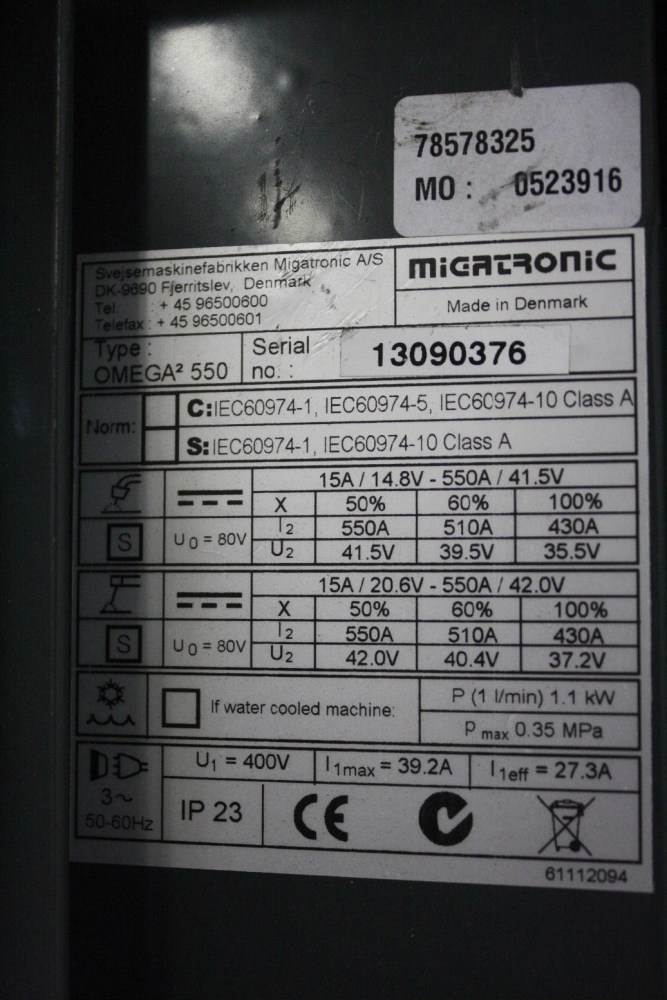 78578325
MO : 0523916
Svejsemaskinefabrikken Migatronic A/S
DK-9690 Fjerritslev, Denmark
Tel. : + 45 96500600
Telefax : + 45 96500601
MIGATRONIC
Made in Denmark
Type :
OMEGA² 550
Serial
no. :
13090376
Norm:
C: IEC60974-1, IEC60974-5, IEC60974-10 Class A
S: IEC60974-1, IEC60974-10 Class A
15A / 14.8V - 550A / 41.5V
X 50% 60% 100%
S U0 = 80V I2 550A 510A 430A
U2 41.5V 39.5V 35.5V
15A / 20.6V - 550A / 42.0V
X 50% 60% 100%
S U0 = 80V I2 550A 510A 430A
U2 42.0V 40.4V 37.2V
If water cooled machine:
P (1 l/min) 1.1 kW
P max 0.35 MPa
3~
50-60Hz
U1 = 400V I1max = 39.2A I1eff = 27.3A
IP 23 CE
61112094